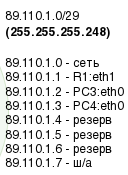 89.110.1.0/29
(255.255.255.248)
89.110.1.0 - сеть
89.110.1.1 - R1:eth1
89.110.1.2 - PC3:eth0
89.110.1.3 - PC4:eth0
89.110.1.4 - резерв
89.110.1.5 - резерв
89.110.1.6 - резерв
89.110.1.7 - ш/а